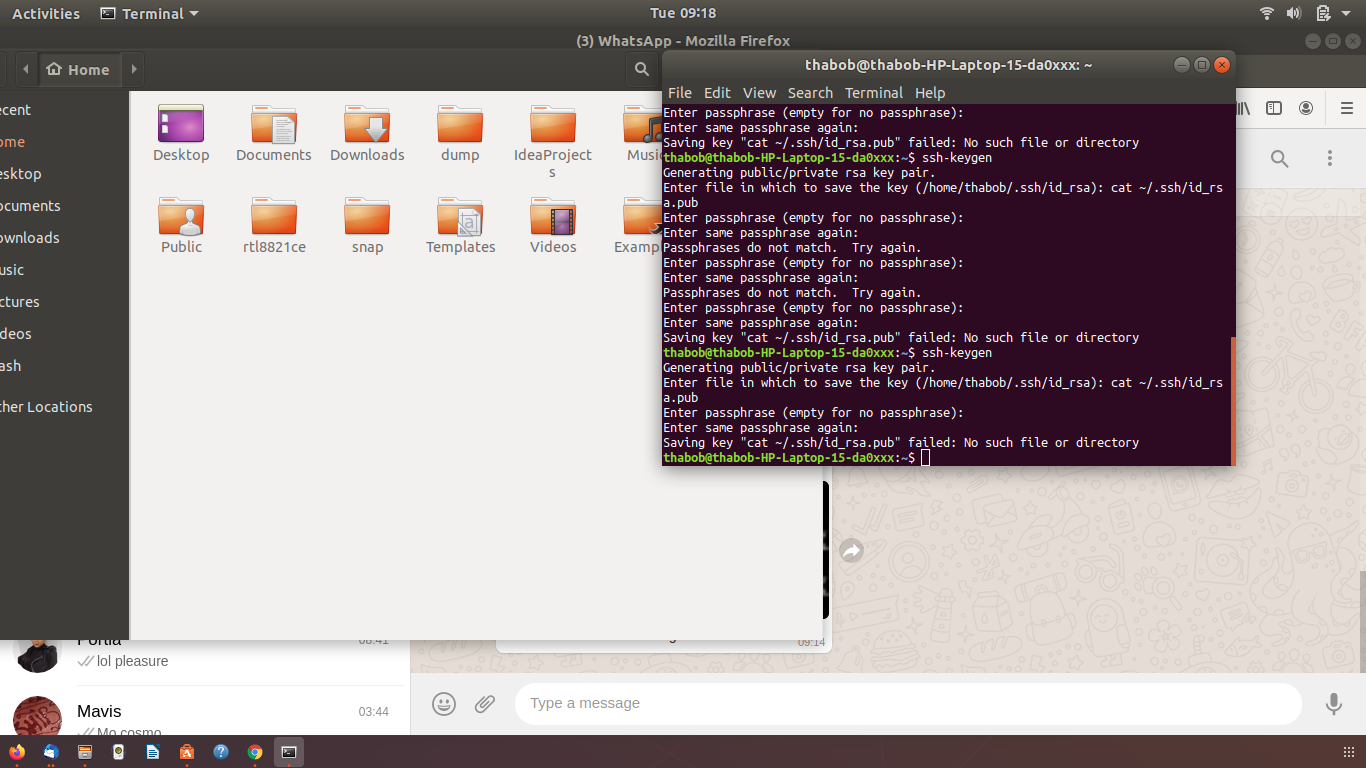 Activities
Terminal
Tue 09:18
(3) WhatsApp - Mozilla Firefox
Home
thabob@thabob-HP-Laptop-15-da0xxx: ~
File Edit View Search Terminal Help
Enter passphrase (empty for no passphrase):
Enter same passphrase again:
Saving key "cat ~/.ssh/id_rsa.pub" failed: No such file or directory
thabob@thabob-HP-Laptop-15-da0xxx:~$ ssh-keygen
Generating public/private rsa key pair.
Enter file in which to save the key (/home/thabob/.ssh/id_rsa): cat ~/.ssh/id_rs
a.pub
Enter passphrase (empty for no passphrase):
Enter same passphrase again:
Passphrases do not match.  Try again.
Enter passphrase (empty for no passphrase):
Enter same passphrase again:
Passphrases do not match.  Try again.
Enter passphrase (empty for no passphrase):
Enter same passphrase again:
Saving key "cat ~/.ssh/id_rsa.pub" failed: No such file or directory
thabob@thabob-HP-Laptop-15-da0xxx:~$ ssh-keygen
Generating public/private rsa key pair.
Enter file in which to save the key (/home/thabob/.ssh/id_rsa): cat ~/.ssh/id_rs
a.pub
Enter passphrase (empty for no passphrase):
Enter same passphrase again:
Saving key "cat ~/.ssh/id_rsa.pub" failed: No such file or directory
thabob@thabob-HP-Laptop-15-da0xxx:~$
ecent
ome
esktop
ocuments
ownloads
usic
ctures
deos
ash
ther Locations
Desktop
Documents
Downloads
dump
IdeaProject
s
Musi
Public
rtl8821ce
snap
Templates
Videos
Examp
Portia
08:41
lol pleasure
Mavis
03:44
Mo cosmo
09:14
Type a message